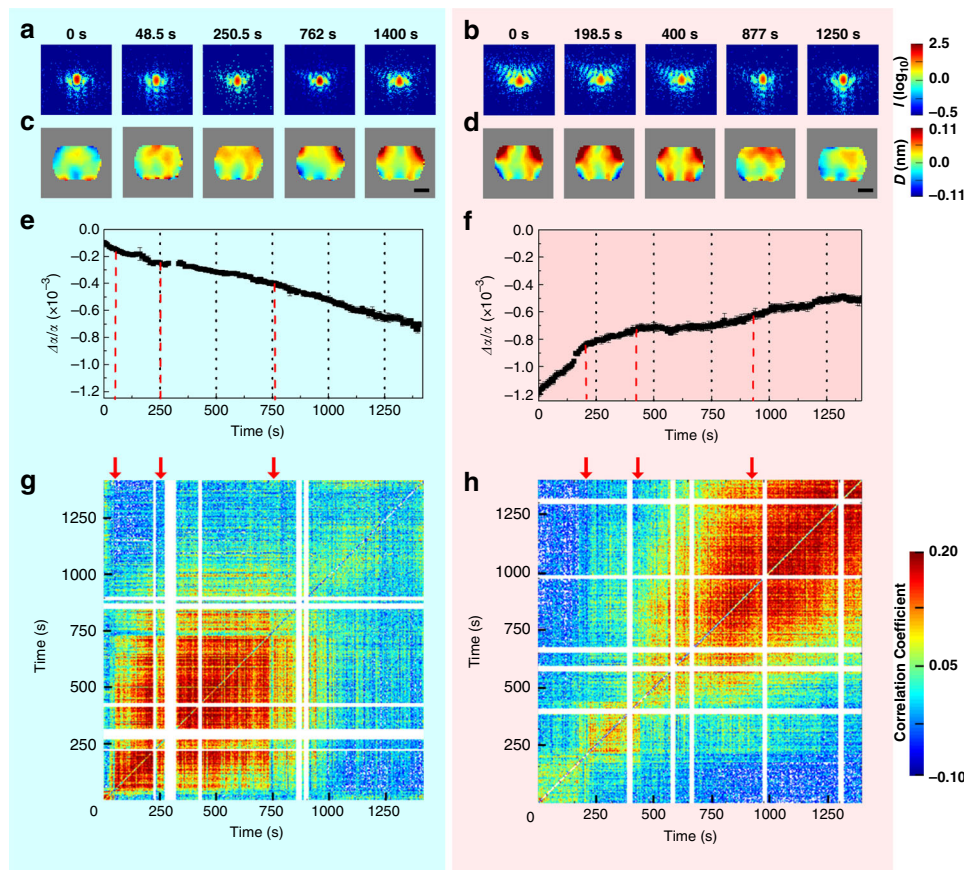 a
0 s 48.5 s 250.5 s 762 s 1400 s
b
0 s 198.5 s 400 s 877 s 1250 s
2.5
0.0
−0.5
I (log10)
c
d
0.11
0.0
−0.11
D (nm)
e
0.0
−0.2
−0.4
−0.6
−0.8
−1.0
−1.2
Δα/α (×10−3)
0 250 500 750 1000 1250
Time (s)
f
0.0
−0.2
−0.4
−0.6
−0.8
−1.0
−1.2
Δα/α (×10−3)
0 250 500 750 1000 1250
Time (s)
g
1250
1000
750
500
250
Time (s)
0 250 500 750 1000 1250
Time (s)
h
1250
1000
750
500
250
Time (s)
0 250 500 750 1000 1250
Time (s)
0.20
0.05
−0.10
Correlation Coefficient